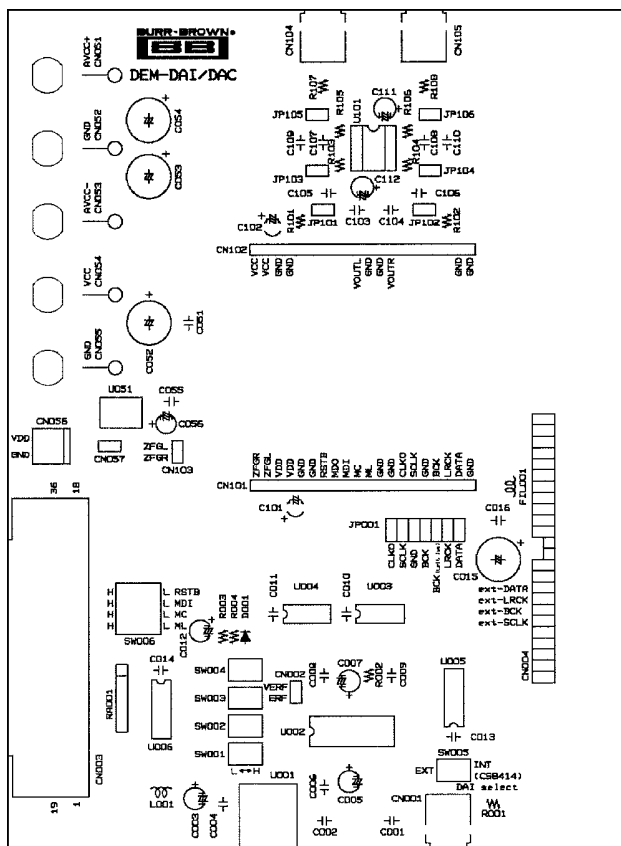 BURR-BROWN®
BB
DEM-DAI/DAC
AVCC+
CN051
GND
CN052
AVCC-
CN053
VCC
CN054
GND
CN055
C054
C053
C052
C051
CN104
CN105
R107
R105
C111
R106
R108
JP105
U101
JP106
C109
C107
R103
R104
C108
C110
JP103
C112
JP104
C105
C106
C102
R101
JP101
C103
C104
JP102
R102
CN102
VCC
VCC
GND
GND
VOUTL
GND
GND
VOUTR
GND
GND
U051
C055
C056
CN056
VDD
GND
CN057
ZFGL
ZFGR
CN103
ZFGR
ZFGL
VDD
VDD
GND
GND
RSTB
MDO
MDI
MC
ML
GND
GND
CLKO
SCLK
GND
BCK
LRCK
DATA
GND
CN101
C101
FIL001
C016
JP001
CLKO
SCLK
GND
BCK
BCK
LRCK
DATA
C015
ext-DATA
ext-LRCK
ext-BCK
ext-SCLK
CN004
36
18
H L RSTB
H L MDI
H L MC
H L ML
SW006
C012
R003
R004
D001
C011
U004
C010
U003
C014
RA001
U006
SW004
SW003
SW002
SW001
L ↔ H
CN002
VERF
ERF
C008
C007
R002
C009
U005
U002
C013
SW005
EXT
INT
(CS8414)
DAI select
CN003
19
1
L001
C003
C004
U001
C006
C005
C002
C001
CN001
R001